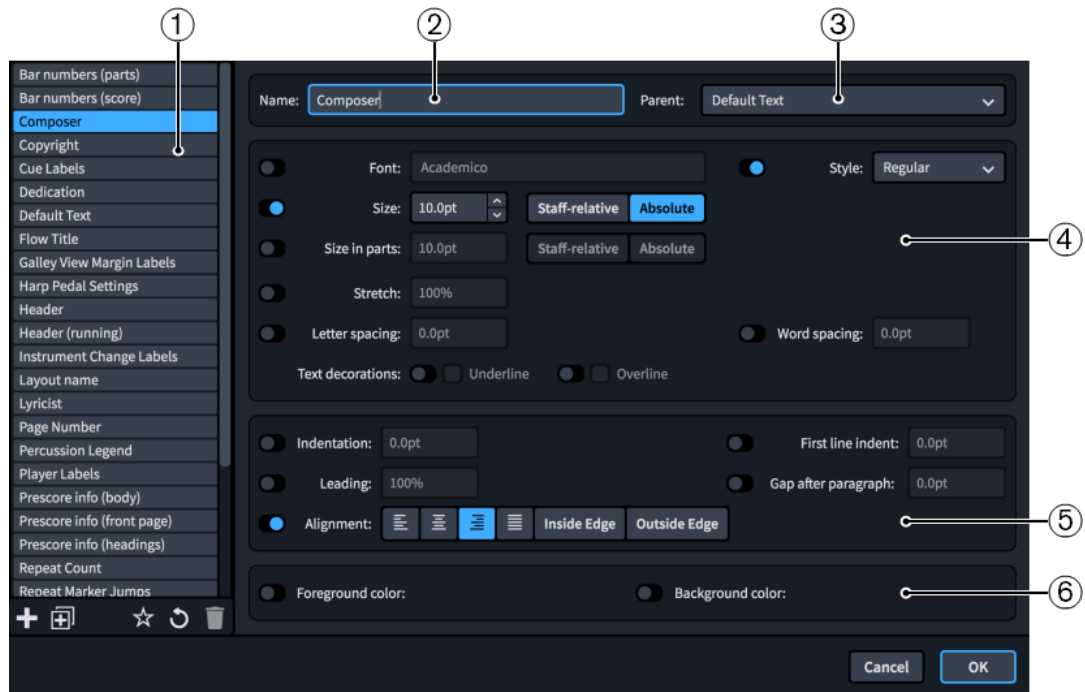 1 2 3
Bar numbers (parts)
Bar numbers (score)
Composer
Copyright
Cue Labels
Dedication
Default Text
Flow Title
Galley View Margin Labels
Harp Pedal Settings
Header
Header (running)
Instrument Change Labels
Layout name
Lyricist
Page Number
Percussion Legend
Player Labels
Prescore info (body)
Prescore info (front page)
Prescore info (headings)
Repeat Count
Repeat Marker Jumps
Name: Composer Parent: Default Text
Font: Academico Style: Regular
Size: 10.0pt Staff-relative Absolute
4
Size in parts: 10.0pt Staff-relative Absolute
Stretch: 100%
Letter spacing: 0.0pt Word spacing: 0.0pt
Text decorations: Underline Overline
Indentation: 0.0pt First line indent: 0.0pt
Leading: 100% Gap after paragraph: 0.0pt
Alignment: Inside Edge Outside Edge
5
Foreground color: Background color:
6
Cancel OK